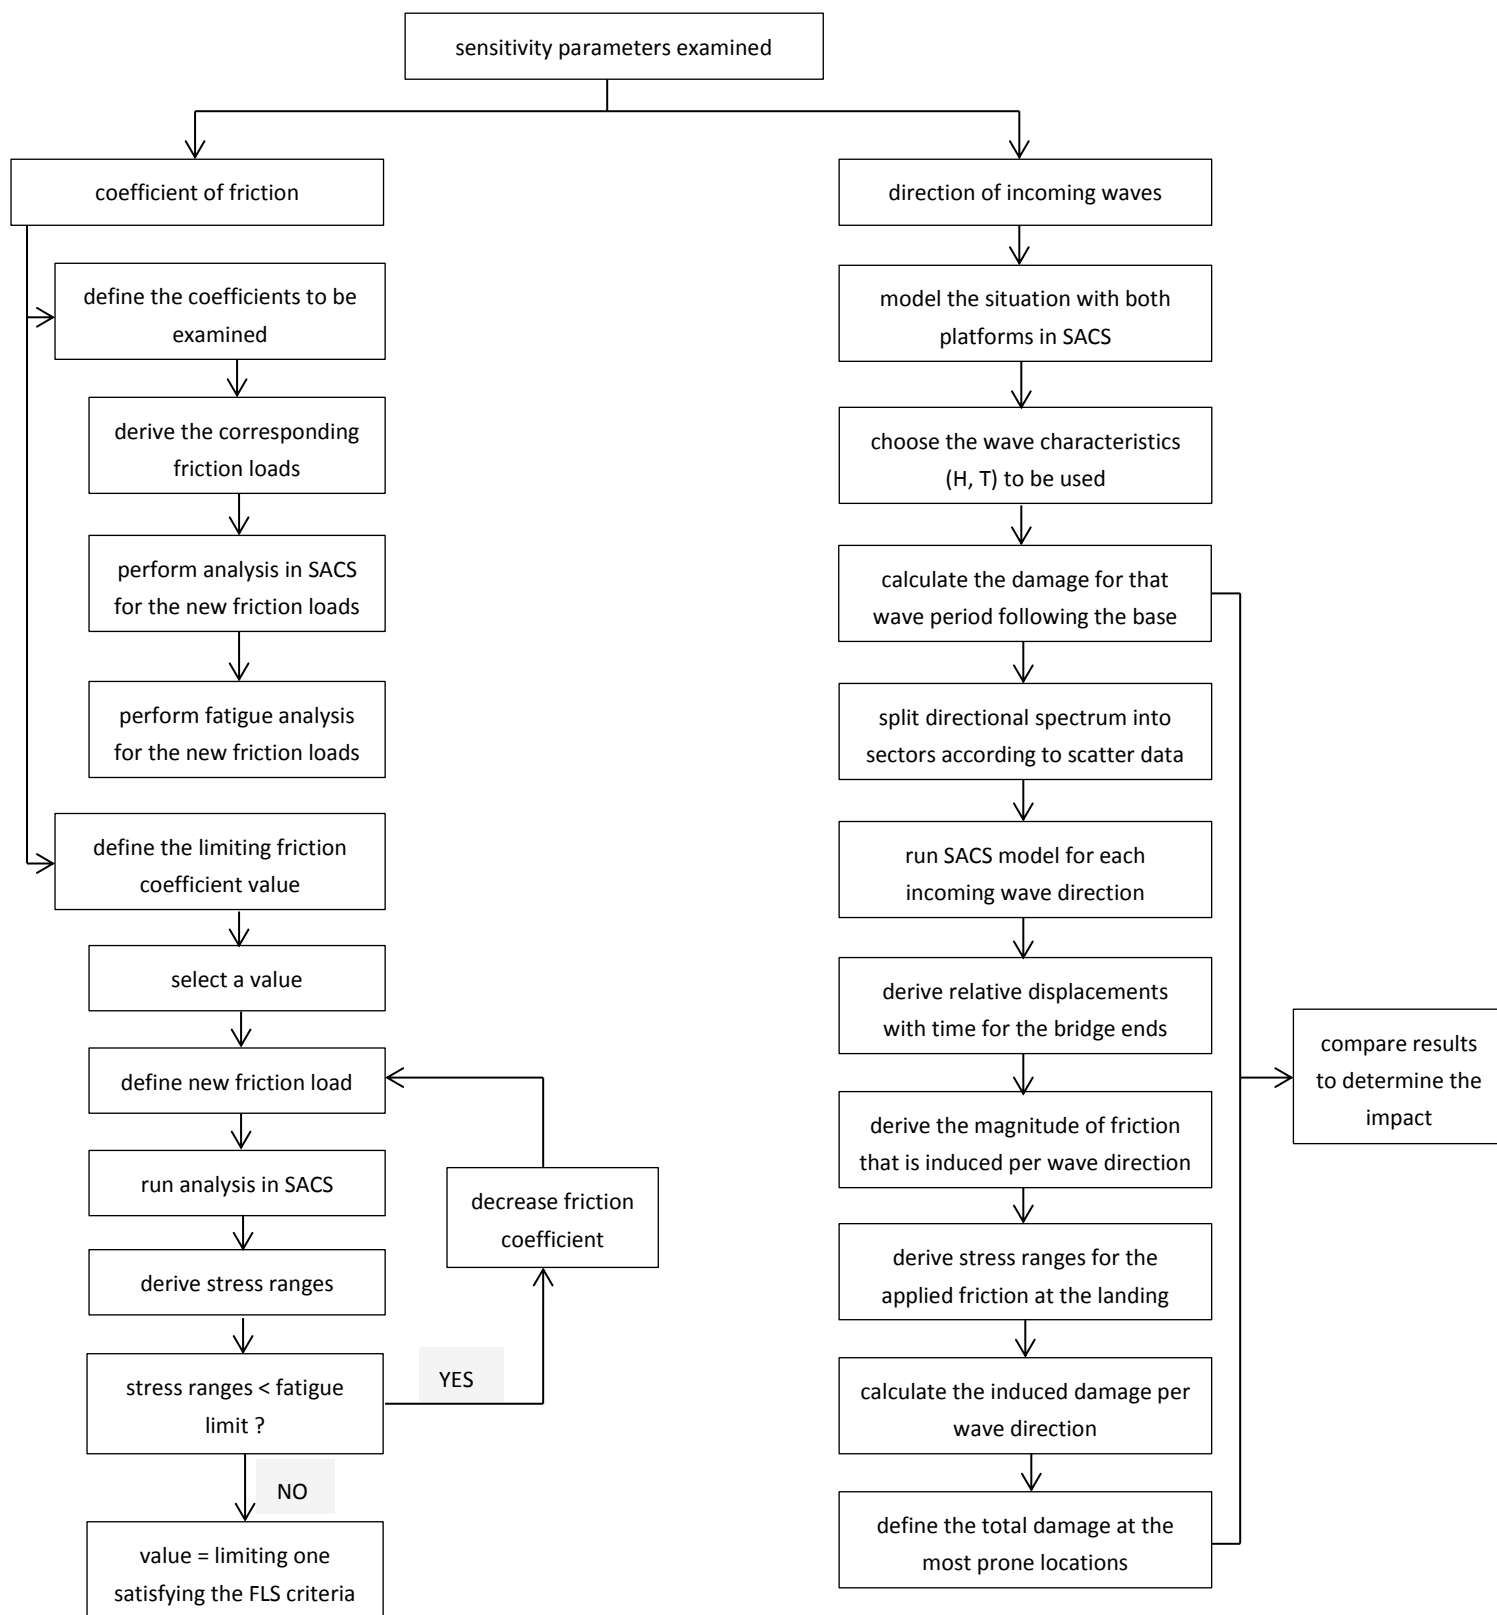 sensitivity parameters examined
coefficient of friction
define the coefficients to be
examined
derive the corresponding
friction loads
perform analysis in SACS
for the new friction loads
perform fatigue analysis
for the new friction loads
define the limiting friction
coefficient value
select a value
define new friction load
run analysis in SACS
derive stress ranges
stress ranges < fatigue
limit ?
YES
decrease friction
coefficient
NO
value = limiting one
satisfying the FLS criteria
direction of incoming waves
model the situation with both
platforms in SACS
choose the wave characteristics
(H, T) to be used
calculate the damage for that
wave period following the base
split directional spectrum into
sectors according to scatter data
run SACS model for each
incoming wave direction
derive relative displacements
with time for the bridge ends
derive the magnitude of friction
that is induced per wave direction
derive stress ranges for the
applied friction at the landing
calculate the induced damage per
wave direction
define the total damage at the
most prone locations
compare results
to determine the
impact